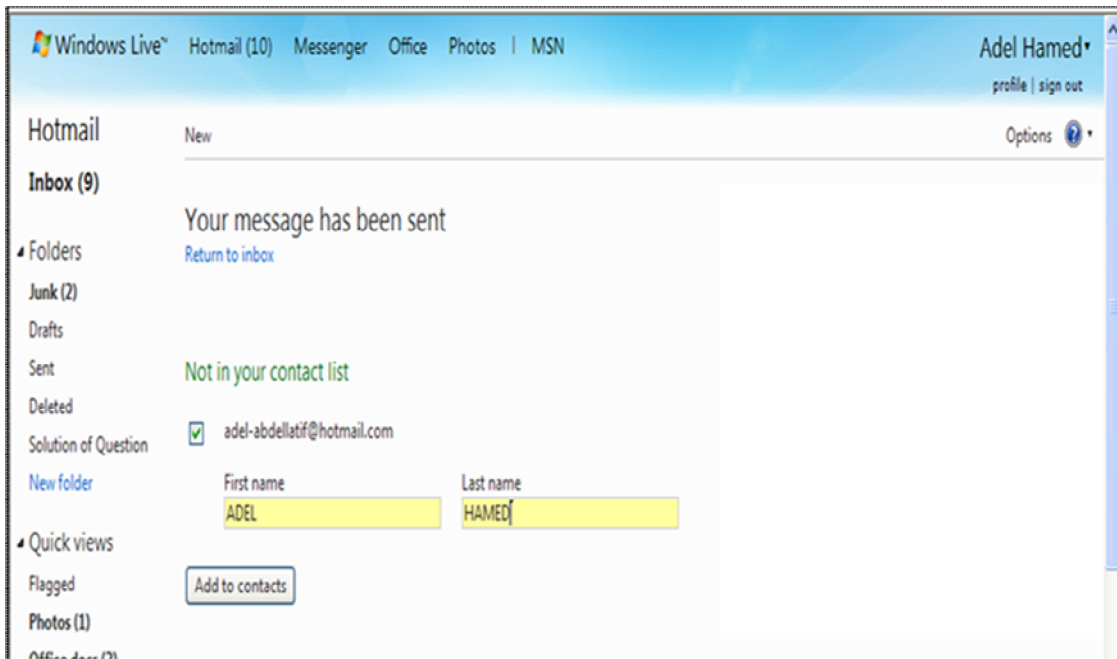 Windows Live™ Hotmail (10) Messenger Office Photos | MSN Adel Hamed
profile | sign out
Hotmail New Options
Inbox (9)
Your message has been sent
Return to inbox
Folders
Junk (2)
Drafts
Sent
Deleted
Solution of Question
New folder
Not in your contact list
adel-abdellatif@hotmail.com
First name Last name
ADEL HAMED
Quick views
Flagged
Photos (1)
Office docs (2)
Add to contacts